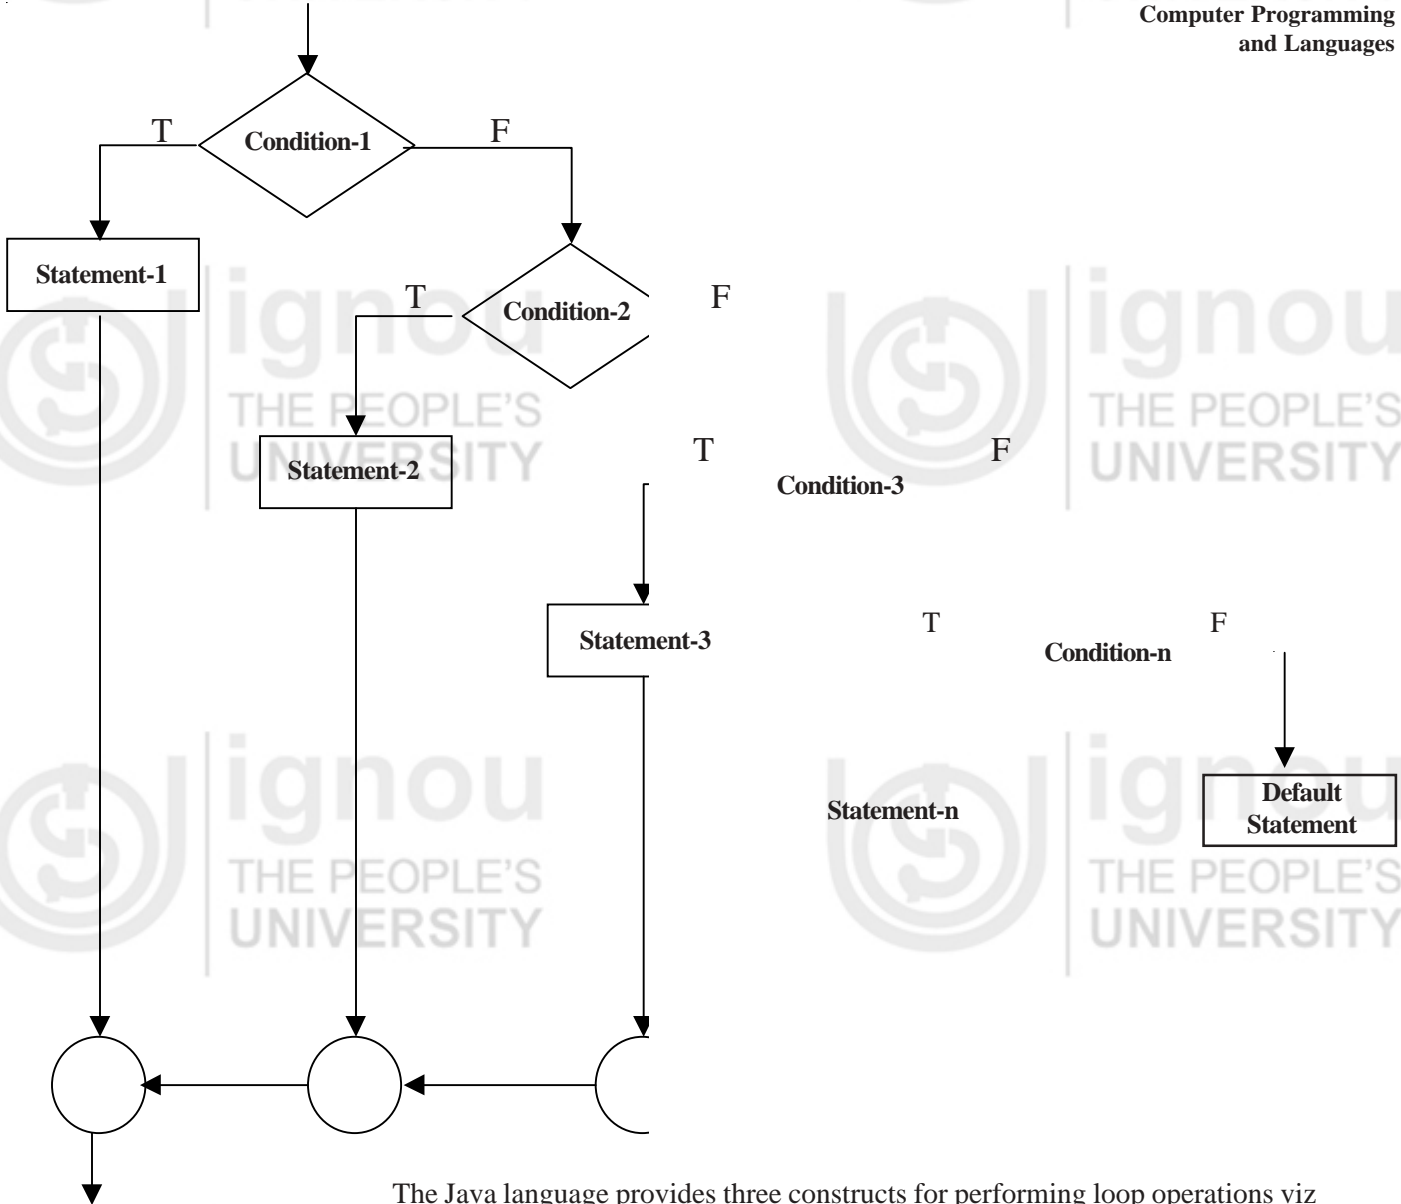 Computer Programming
and Languages
T
Condition-1
F
Statement-1
T
Condition-2
F
Statement-2
T
Condition-3
F
Statement-3
T
Condition-n
F
Statement-n
Default
Statement
ignou
THE PEOPLE'S
UNIVERSITY
ignou
THE PEOPLE'S
UNIVERSITY
ignou
THE PEOPLE'S
UNIVERSITY
ignou
THE PEOPLE'S
UNIVERSITY
The Java language provides three constructs for performing loop operations viz